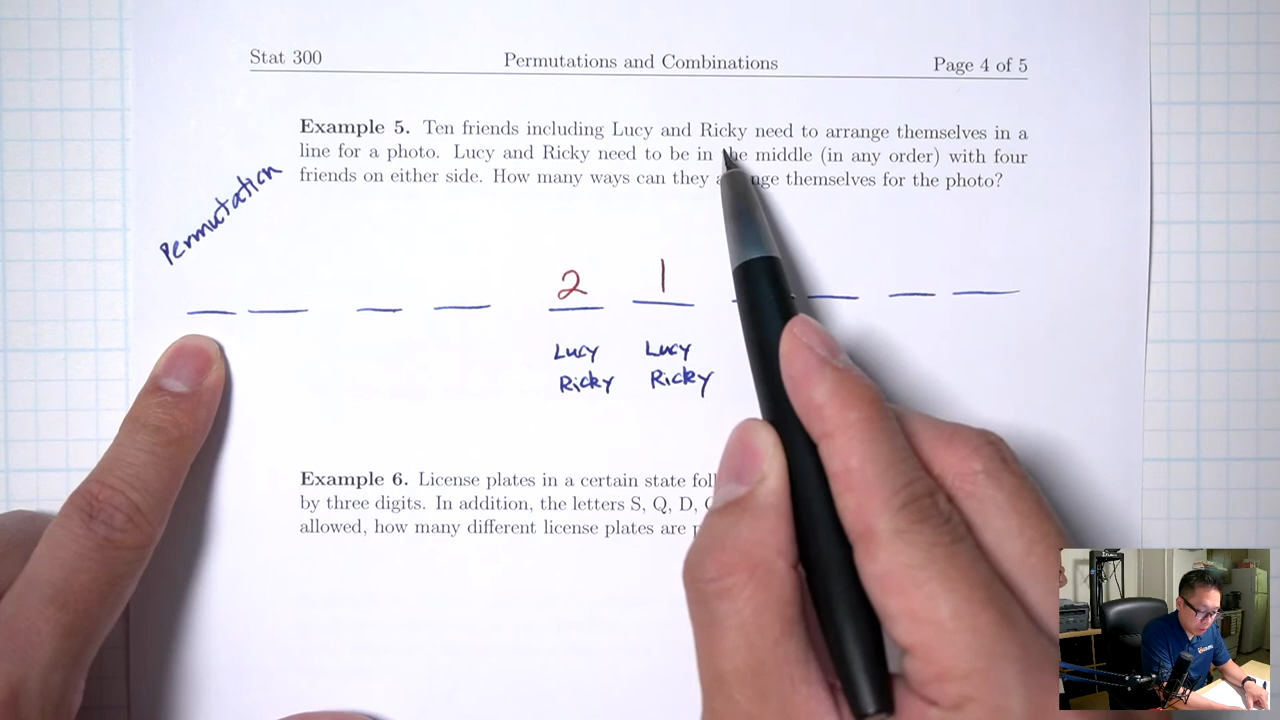 Stat 300 Permutations and Combinations Page 4 of 5
Example 5. Ten friends including Lucy and Ricky need to arrange themselves in a
line for a photo. Lucy and Ricky need to be in the middle (in any order) with four
friends on either side. How many ways can they themselves for the photo?
Permutation
2 1
Lucy Lucy
Ricky Ricky
Example 6. License plates in a certain state
by three digits. In addition, the letters S, Q, D,
allowed, how many different license plates are